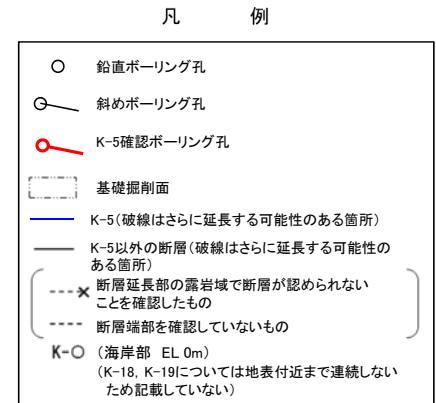 凡 例
鉛直ボーリング孔
斜めボーリング孔
K-5確認ボーリング孔
基礎掘削面
K-5(破線はさらに延長する可能性のある箇所)
K-5以外の断層(破線はさらに延長する可能性の
ある箇所)
断層延長部の露岩域で断層が認められない
ことを確認したもの
断層端部を確認していないもの
K-○ (海岸部 EL 0m)
(K-18, K-19については地表付近まで連続しない
ため記載していない)